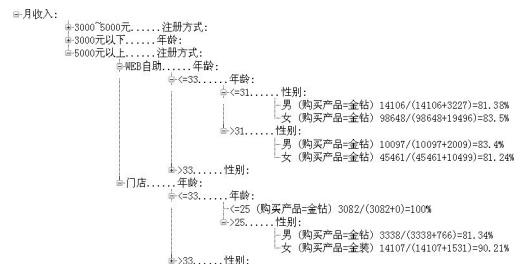 月收入:
3000~5000元......注册方式:
3000元以下......年龄:
5000元以上......注册方式:
WEB自助......年龄:
<=33......年龄:
<=31......性别:
男 (购买产品=金钻) 14106/(14106+3227)=81.38%
女 (购买产品=金钻) 98648/(98648+19496)=83.5%
>31......性别:
男 (购买产品=金钻) 10097/(10097+2009)=83.4%
女 (购买产品=金钻) 45461/(45461+10499)=81.24%
>33......性别:
门店......年龄:
<=33......年龄:
<=25 (购买产品=金钻) 3082/(3082+0)=100%
>25......性别:
男 (购买产品=金钻) 3338/(3338+766)=81.34%
女 (购买产品=金装) 14107/(14107+1531)=90.21%
>33......性别: